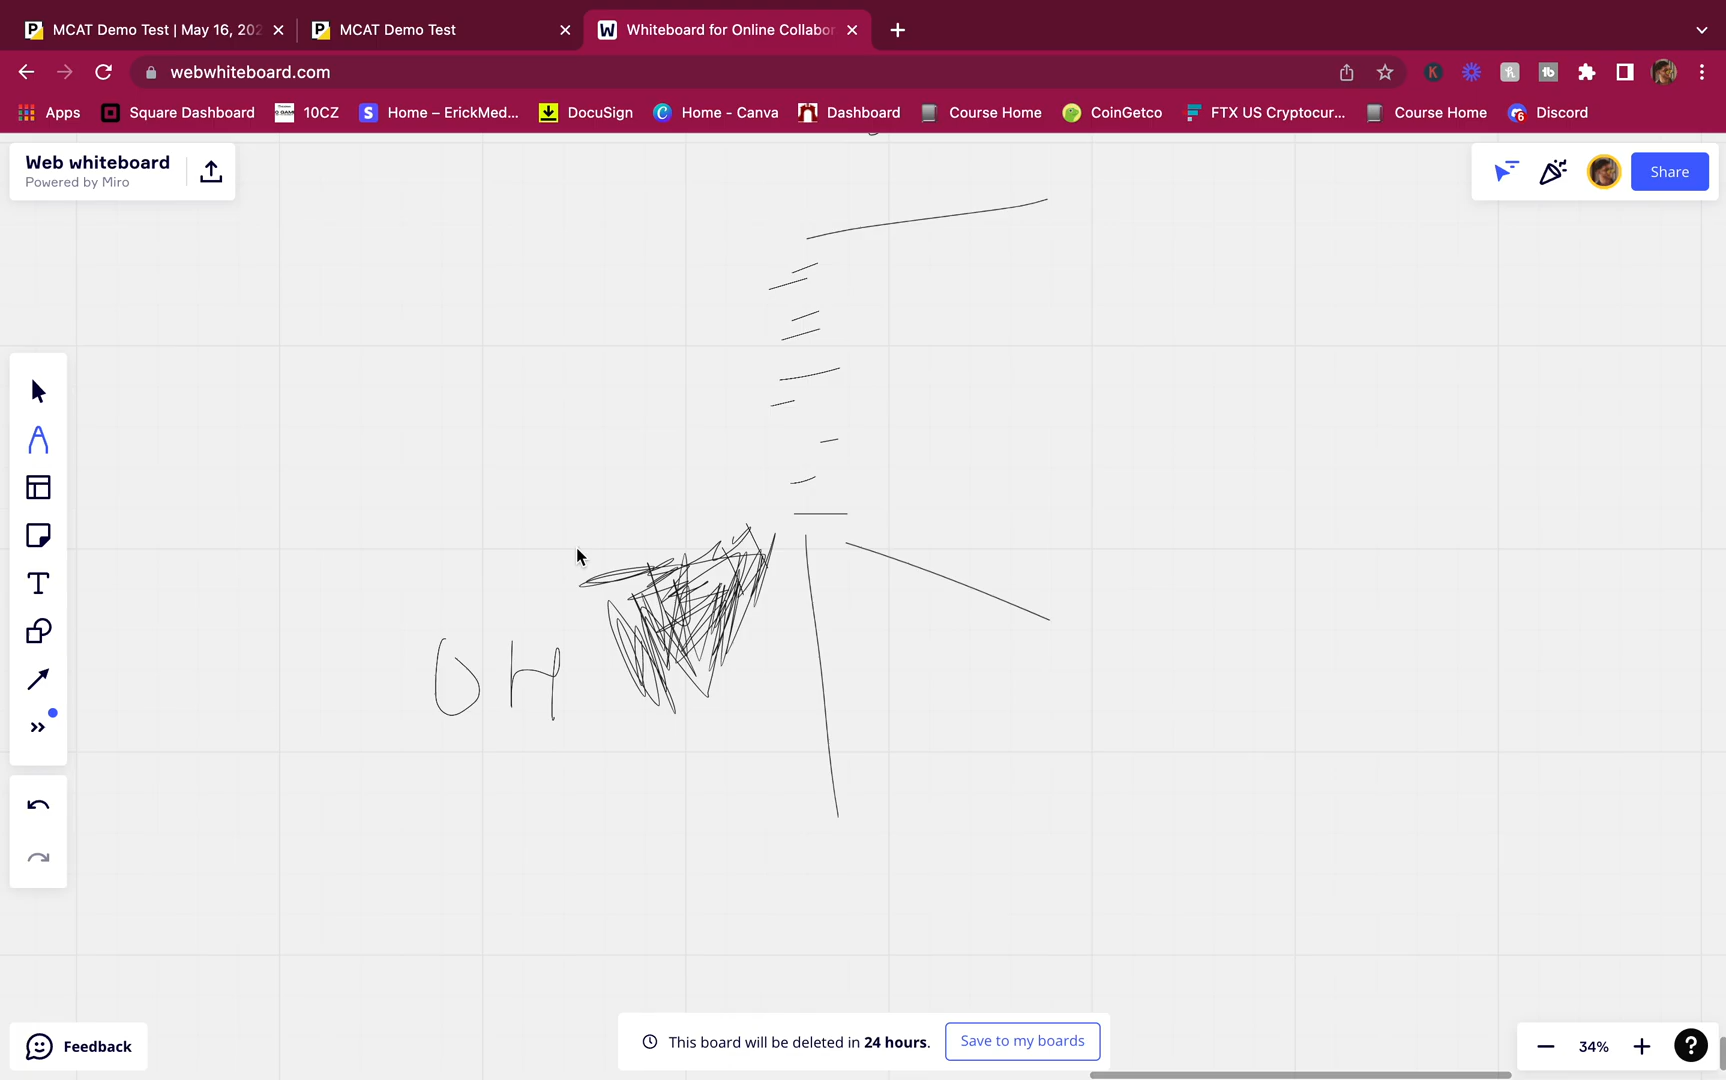 MCAT Demo Test | May 16, 202
MCAT Demo Test
Whiteboard for Online Collabor
webwhiteboard.com
Apps
Square Dashboard
10CZ
Home – ErickMed...
DocuSign
Home - Canva
Dashboard
Course Home
CoinGetco
FTX US Cryptocur...
Course Home
Discord
Web whiteboard
Powered by Miro
Share
OH
Feedback
This board will be deleted in 24 hours.
Save to my boards
34%